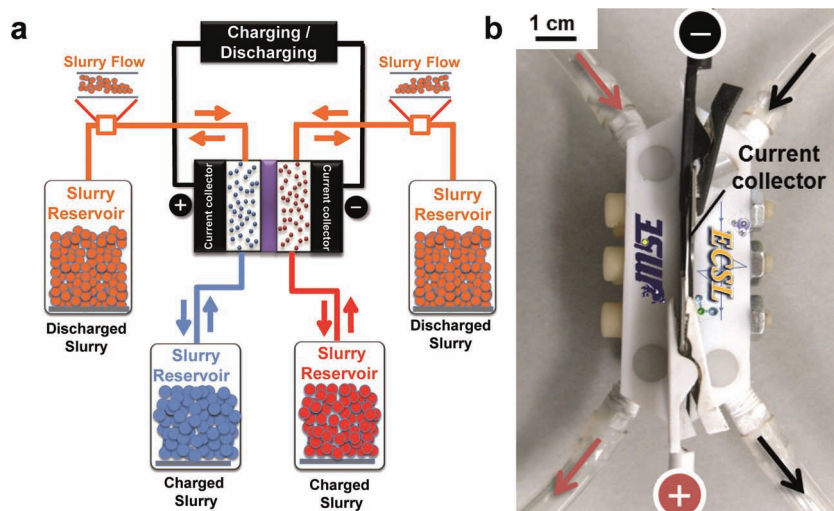 a
Charging /
Discharging
Slurry Flow
Slurry Flow
Slurry
Reservoir
Discharged
Slurry
Current collector
+
−
Current collector
Slurry
Reservoir
Discharged
Slurry
Slurry
Reservoir
Charged
Slurry
Slurry
Reservoir
Charged
Slurry
b
1 cm
−
Current
collector
MSE
ECSL
+